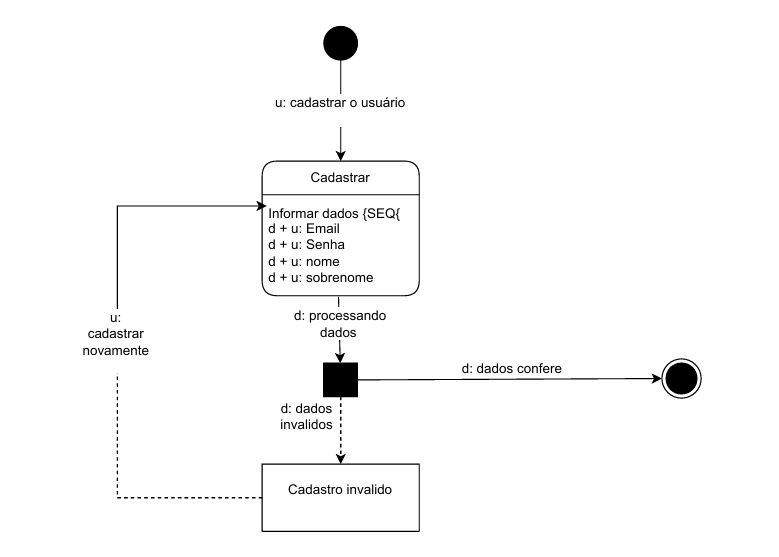 u: cadastrar o usuário
Cadastrar
Informar dados {SEQ{
d + u: Email
d + u: Senha
d + u: nome
d + u: sobrenome
u:
cadastrar
novamente
d: processando
dados
d: dados confere
d: dados
invalidos
Cadastro invalido